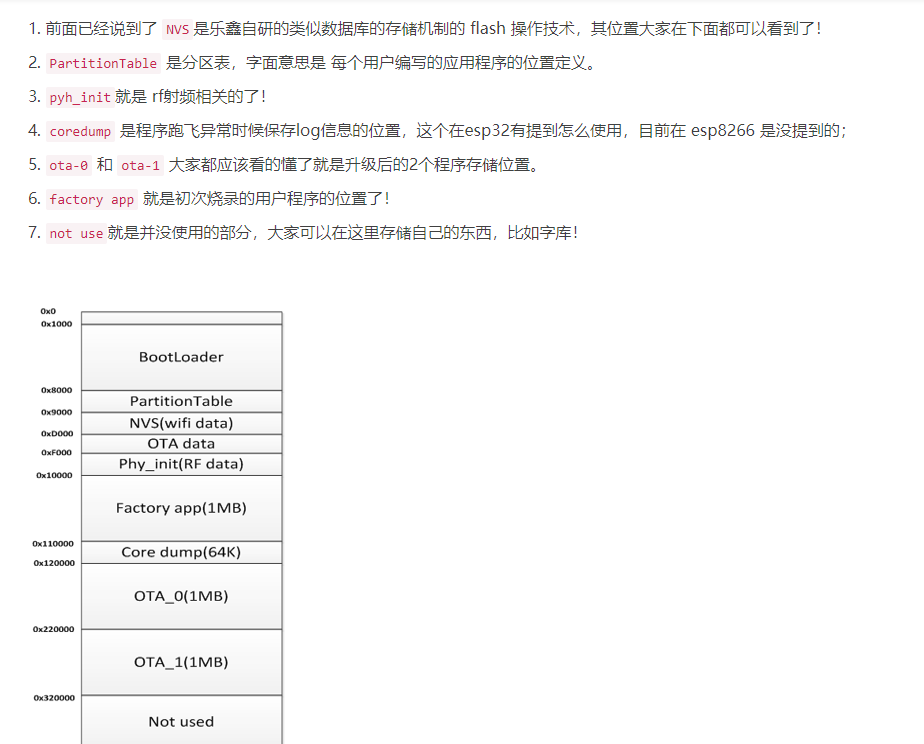 1. 前面已经说到了 NVS 是乐鑫自研的类似数据库的存储机制的 flash 操作技术，其位置大家在下面都可以看到了！
2. PartitionTable 是分区表，字面意思是 每个用户编写的应用程序的位置定义。
3. pyh_init 就是 rf射频相关的了！
4. coredump 是程序跑飞异常时候保存log信息的位置，这个在esp32有提到怎么使用，目前在 esp8266 是没提到的；
5. ota-0 和 ota-1 大家都应该看的懂了就是升级后的2个程序存储位置。
6. factory app 就是初次烧录的用户程序的位置了！
7. not use 就是并没使用的部分，大家可以在这里存储自己的东西，比如字库！
0x0
0x1000
BootLoader
0x8000
PartitionTable
0x9000
NVS(wifi data)
0xD000
OTA data
0xF000
Phy_init(RF data)
0x10000
Factory app(1MB)
0x110000
Core dump(64K)
0x120000
OTA_0(1MB)
0x220000
OTA_1(1MB)
0x320000
Not used